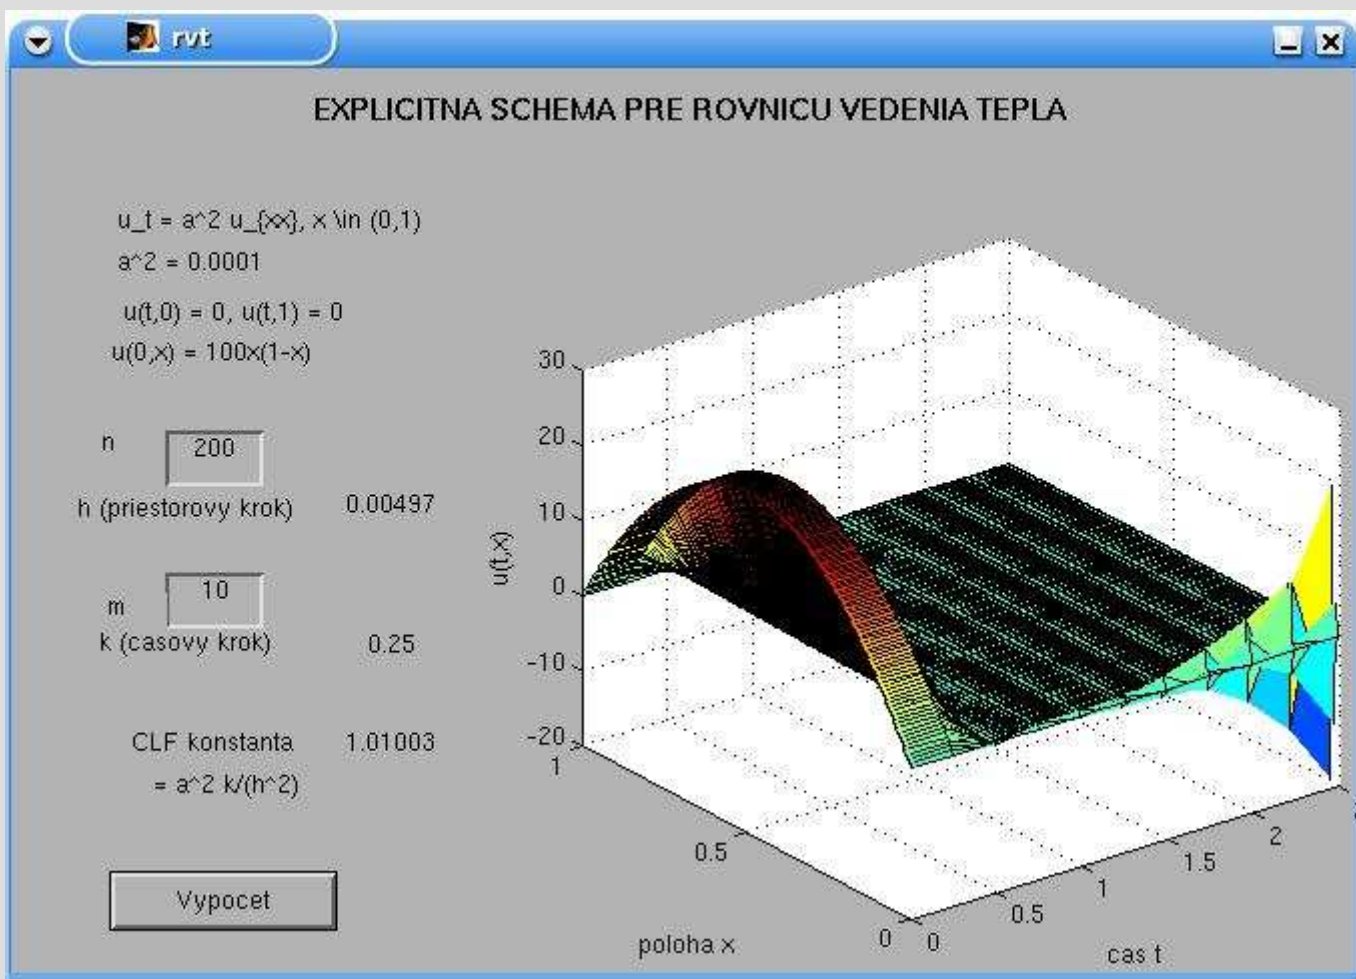 rvt
EXPLICITNA SCHEMA PRE ROVNICU VEDENIA TEPLA
u_t = a^2 u_{xx}, x \in (0,1)
a^2 = 0.0001
u(t,0) = 0, u(t,1) = 0
u(0,x) = 100x(1-x)
n
200
h (priestorovy krok)
0.00497
m
10
k (casovy krok)
0.25
CLF konstanta
1.01003
= a^2 k/(h^2)
Vypocet
u(t,x)
30
20
10
0
-10
-20
1
0.5
0
poloha x
0
0.5
1
1.5
2
cas t